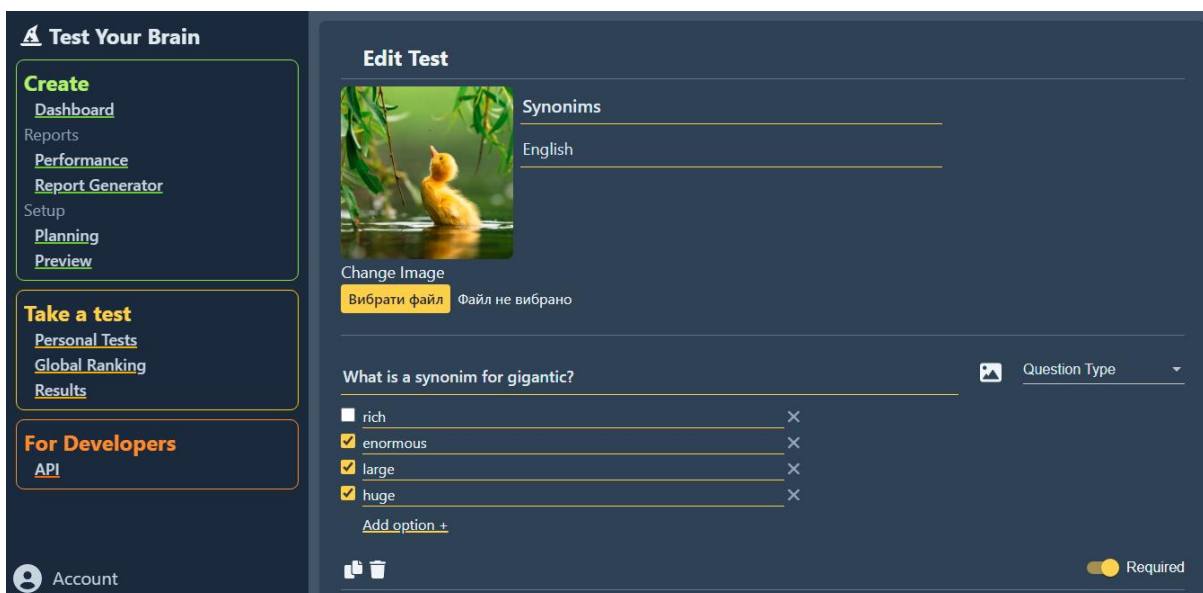 Test Your Brain
Create
Dashboard
Reports
Performance
Report Generator
Setup
Planning
Preview
Take a test
Personal Tests
Global Ranking
Results
For Developers
API
Account
Edit Test
Synonims
English
Change Image
Вибрати файл Файл не вибрано
What is a synonim for gigantic?
Question Type
rich
enormous
large
huge
Add option +
Required